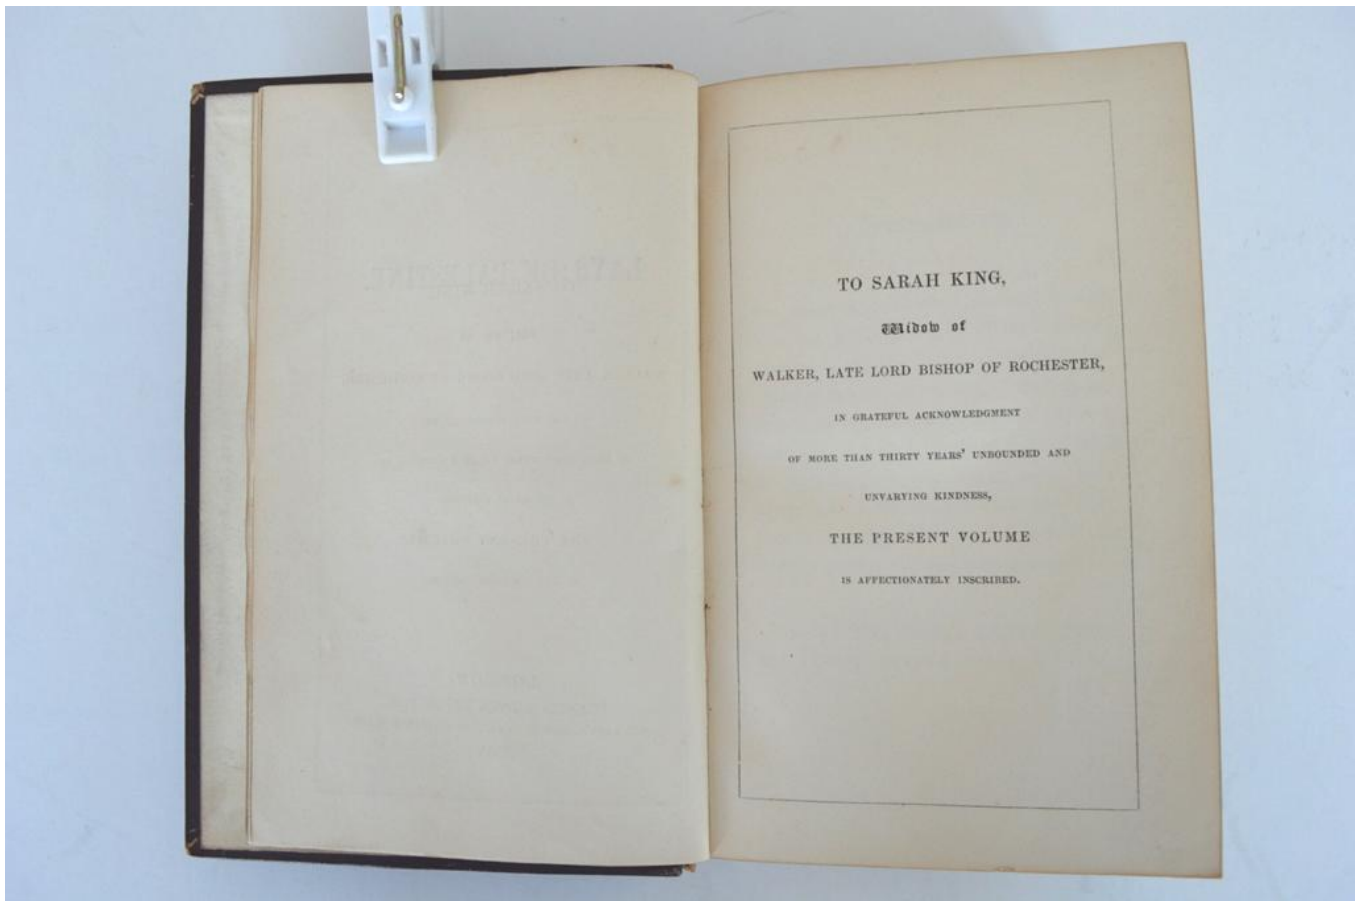 TO SARAH KING,
Widow of
WALKER, LATE LORD BISHOP OF ROCHESTER,
IN GRATEFUL ACKNOWLEDGMENT
OF MORE THAN THIRTY YEARS' UNBOUNDED AND
UNVARYING KINDNESS,
THE PRESENT VOLUME
IS AFFECTIONATELY INSCRIBED.